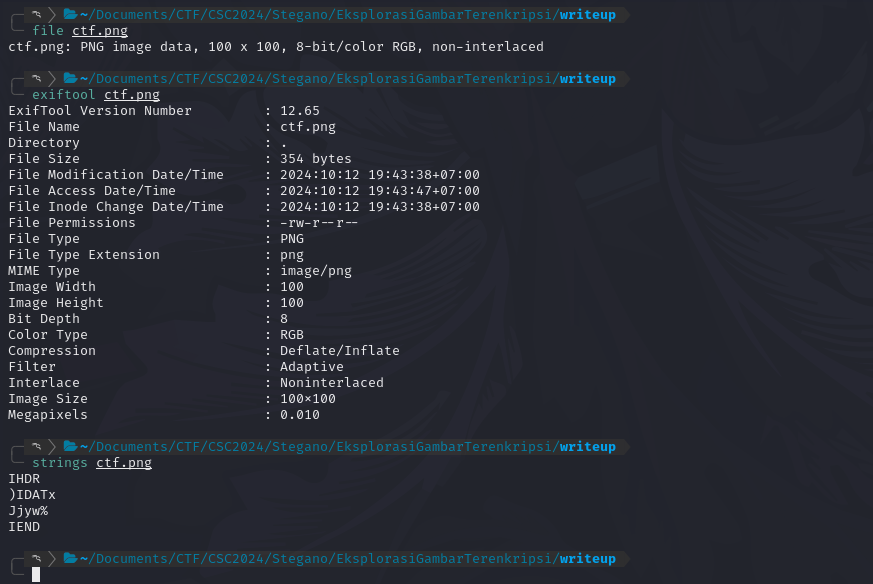 ~/Documents/CTF/CSC2024/Stegano/EksplorasiGambarTerenkripsi/writeup
file ctf.png
ctf.png: PNG image data, 100 x 100, 8-bit/color RGB, non-interlaced
~/Documents/CTF/CSC2024/Stegano/EksplorasiGambarTerenkripsi/writeup
exiftool ctf.png
ExifTool Version Number : 12.65
File Name : ctf.png
Directory : .
File Size : 354 bytes
File Modification Date/Time : 2024:10:12 19:43:38+07:00
File Access Date/Time : 2024:10:12 19:43:47+07:00
File Inode Change Date/Time : 2024:10:12 19:43:38+07:00
File Permissions : -rw-r--r--
File Type : PNG
File Type Extension : png
MIME Type : image/png
Image Width : 100
Image Height : 100
Bit Depth : 8
Color Type : RGB
Compression : Deflate/Inflate
Filter : Adaptive
Interlace : Noninterlaced
Image Size : 100x100
Megapixels : 0.010
~/Documents/CTF/CSC2024/Stegano/EksplorasiGambarTerenkripsi/writeup
strings ctf.png
IHDR
)IDATx
Jjyw%
IEND
~/Documents/CTF/CSC2024/Stegano/EksplorasiGambarTerenkripsi/writeup